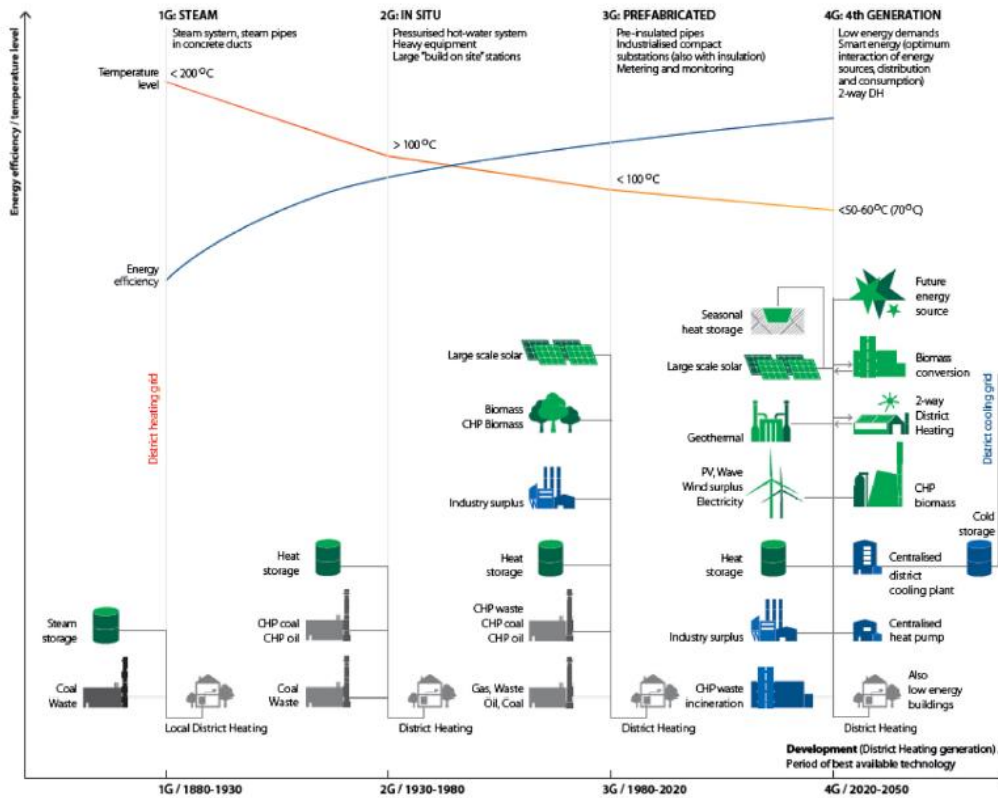 1G: STEAM
Steam system, steam pipes
in concrete ducts
2G: IN SITU
Pressurised hot-water system
Heavy equipment
Large "build on site" stations
3G: PREFABRICATED
Pre-insulated pipes
Industrialised compact
substations (also with insulation)
Metering and monitoring
4G: 4th GENERATION
Low energy demands
Smart energy (optimum
interaction of energy
sources, distribution
and consumption)
2-way DH
Energy efficiency / temperature level
Temperature
level
< 200 °C
> 100 °C
< 100 °C
<50-60°C (70°C)
Energy
efficiency
District heating grid
Steam
storage
Coal
Waste
Local District Heating
Heat
storage
CHP coal
CHP oil
Coal
Waste
District Heating
Large scale solar
Biomass
CHP Biomass
Industry surplus
Heat
storage
CHP waste
CHP coal
CHP oil
Gas, Waste
Oil, Coal
District Heating
Seasonal
heat storage
Large scale solar
Geothermal
PV, Wave
Wind surplus
Electricity
Heat
storage
Industry surplus
CHP waste
incineration
Future
energy
source
Biomass
conversion
2-way
District
Heating
CHP
biomass
Centralised
district
cooling plant
Centralised
heat pump
Also
low energy
buildings
District Heating
District cooling grid
Cold
storage
Development (District Heating generation) /
Period of best available technology
1G / 1880-1930
2G / 1930-1980
3G / 1980-2020
4G / 2020-2050